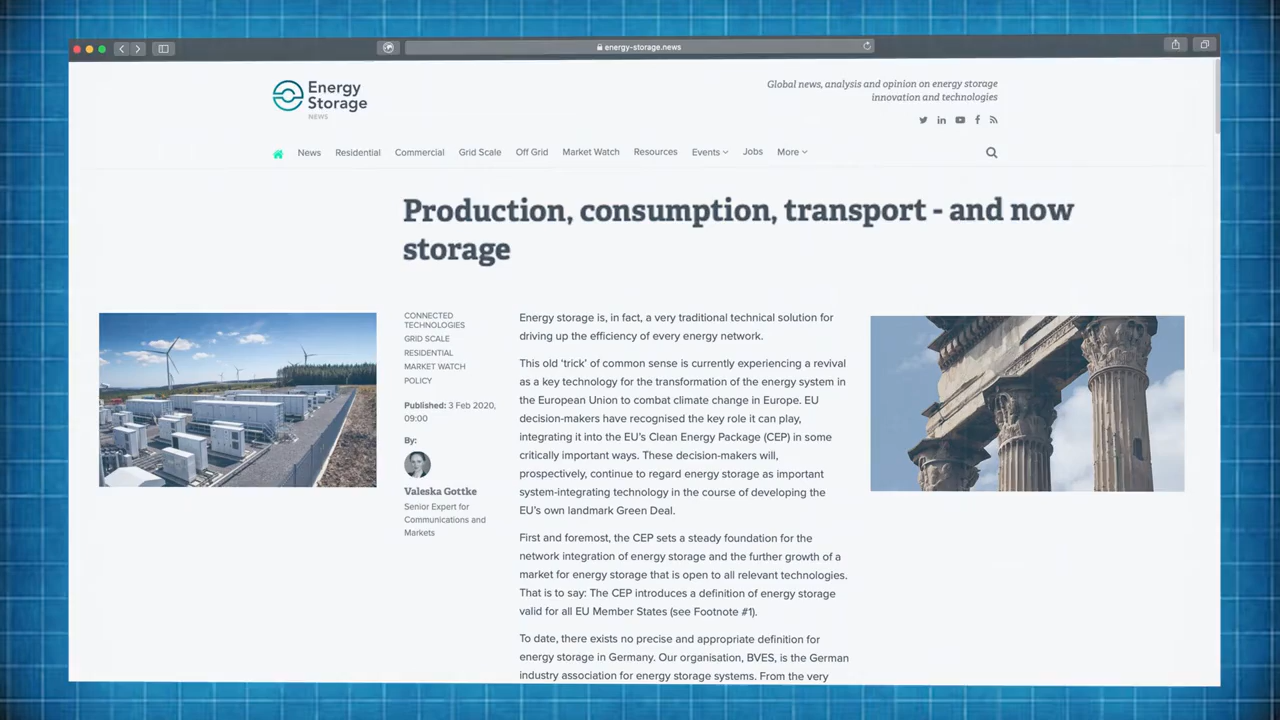 energy-storage.news
Energy
Storage
NEWS
Global news, analysis and opinion on energy storage
innovation and technologies
News Residential Commercial Grid Scale Off Grid Market Watch Resources Events Jobs More
Production, consumption, transport - and now
storage
CONNECTED
TECHNOLOGIES
GRID SCALE
RESIDENTIAL
MARKET WATCH
POLICY
Published: 3 Feb 2020,
09:00
By:
Valeska Gottke
Senior Expert for
Communications and
Markets
Energy storage is, in fact, a very traditional technical solution for
driving up the efficiency of every energy network.
This old ‘trick’ of common sense is currently experiencing a revival
as a key technology for the transformation of the energy system in
the European Union to combat climate change in Europe. EU
decision-makers have recognised the key role it can play,
integrating it into the EU’s Clean Energy Package (CEP) in some
critically important ways. These decision-makers will,
prospectively, continue to regard energy storage as important
system-integrating technology in the course of developing the
EU’s own landmark Green Deal.
First and foremost, the CEP sets a steady foundation for the
network integration of energy storage and the further growth of a
market for energy storage that is open to all relevant technologies.
That is to say: The CEP introduces a definition of energy storage
valid for all EU Member States (see Footnote #1).
To date, there exists no precise and appropriate definition for
energy storage in Germany. Our organisation, BVES, is the German
industry association for energy storage systems. From the very